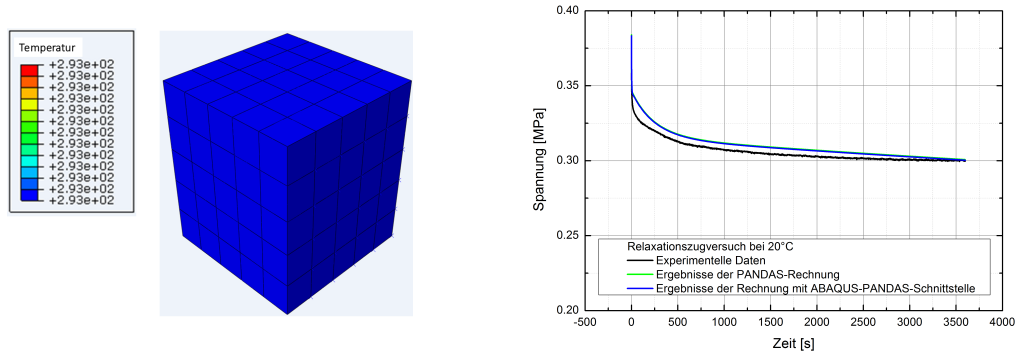 Temperatur
+2.93e+02
+2.93e+02
+2.93e+02
+2.93e+02
+2.93e+02
+2.93e+02
+2.93e+02
+2.93e+02
+2.93e+02
+2.93e+02
+2.93e+02
+2.93e+02
+2.93e+02
0.40
0.35
0.30
0.25
0.20
Spannung [MPa]
Relaxationszugversuch bei 20°C
Experimentelle Daten
Ergebnisse der PANDAS-Rechnung
Ergebnisse der Rechnung mit ABAQUS-PANDAS-Schnittstelle
-500 0 500 1000 1500 2000 2500 3000 3500 4000
Zeit [s]